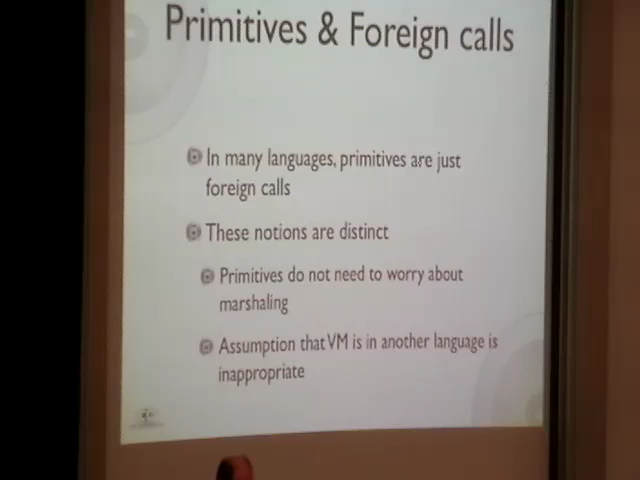 Primitives & Foreign calls
In many languages, primitives are just
foreign calls
These notions are distinct
Primitives do not need to worry about
marshaling
Assumption that VM is in another language is
inappropriate